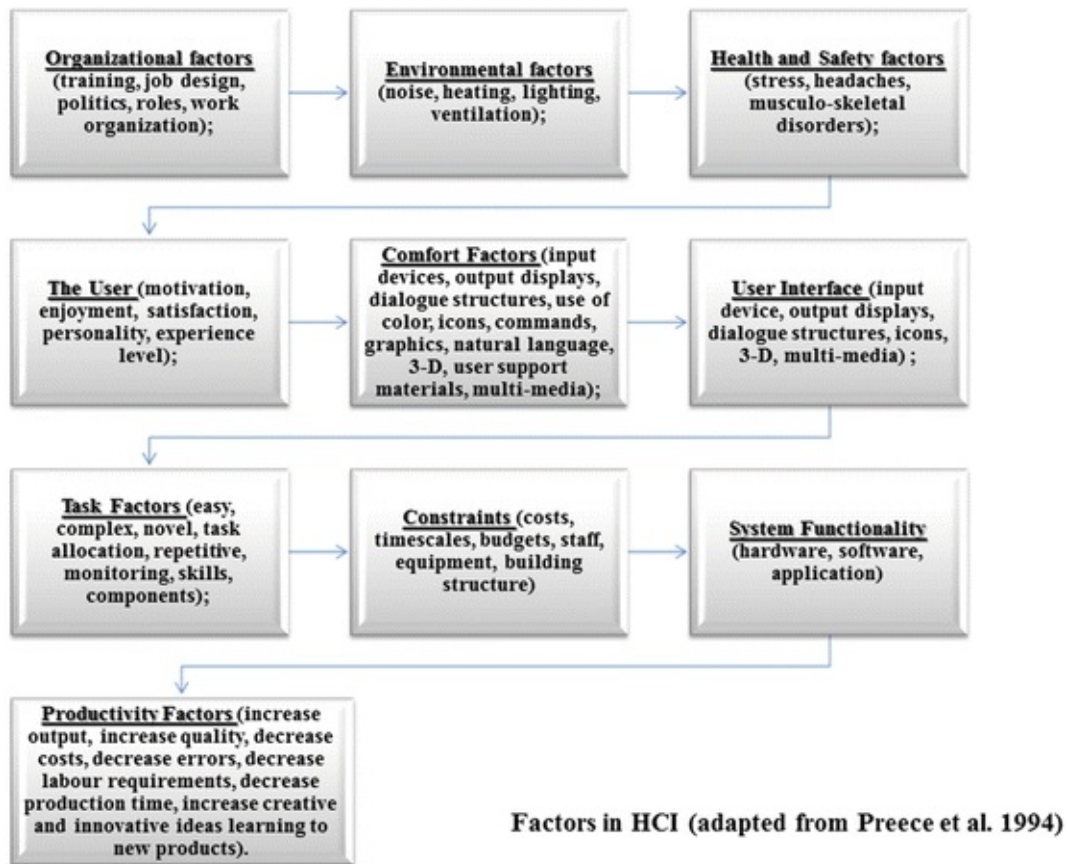 Organizational factors
(training, job design,
politics, roles, work
organization);
Environmental factors
(noise, heating, lighting,
ventilation);
Health and Safety factors
(stress, headaches,
musculo-skeletal
disorders);
The User (motivation,
enjoyment, satisfaction,
personality, experience
level);
Comfort Factors (input
devices, output displays,
dialogue structures, use of
color, icons, commands,
graphics, natural language,
3-D, user support
materials, multi-media);
User Interface (input
device, output displays,
dialogue structures, icons,
3-D, multi-media) ;
Task Factors (easy,
complex, novel, task
allocation, repetitive,
monitoring, skills,
components);
Constraints (costs,
timescales, budgets, staff,
equipment, building
structure)
System Functionality
(hardware, software,
application)
Productivity Factors (increase
output, increase quality, decrease
costs, decrease errors, decrease
labour requirements, decrease
production time, increase creative
and innovative ideas learning to
new products).
Factors in HCI (adapted from Preece et al. 1994)